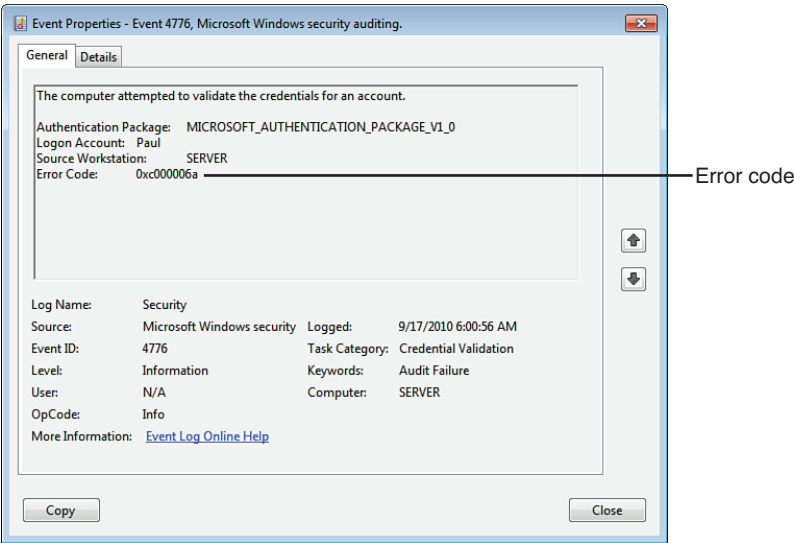 Event Properties - Event 4776, Microsoft Windows security auditing.
General Details
The computer attempted to validate the credentials for an account.
Authentication Package: MICROSOFT_AUTHENTICATION_PACKAGE_V1_0
Logon Account: Paul
Source Workstation: SERVER
Error Code: 0xc000006a
Error code
Log Name: Security
Source: Microsoft Windows security Logged: 9/17/2010 6:00:56 AM
Event ID: 4776 Task Category: Credential Validation
Level: Information Keywords: Audit Failure
User: N/A Computer: SERVER
OpCode: Info
More Information: Event Log Online Help
Copy Close